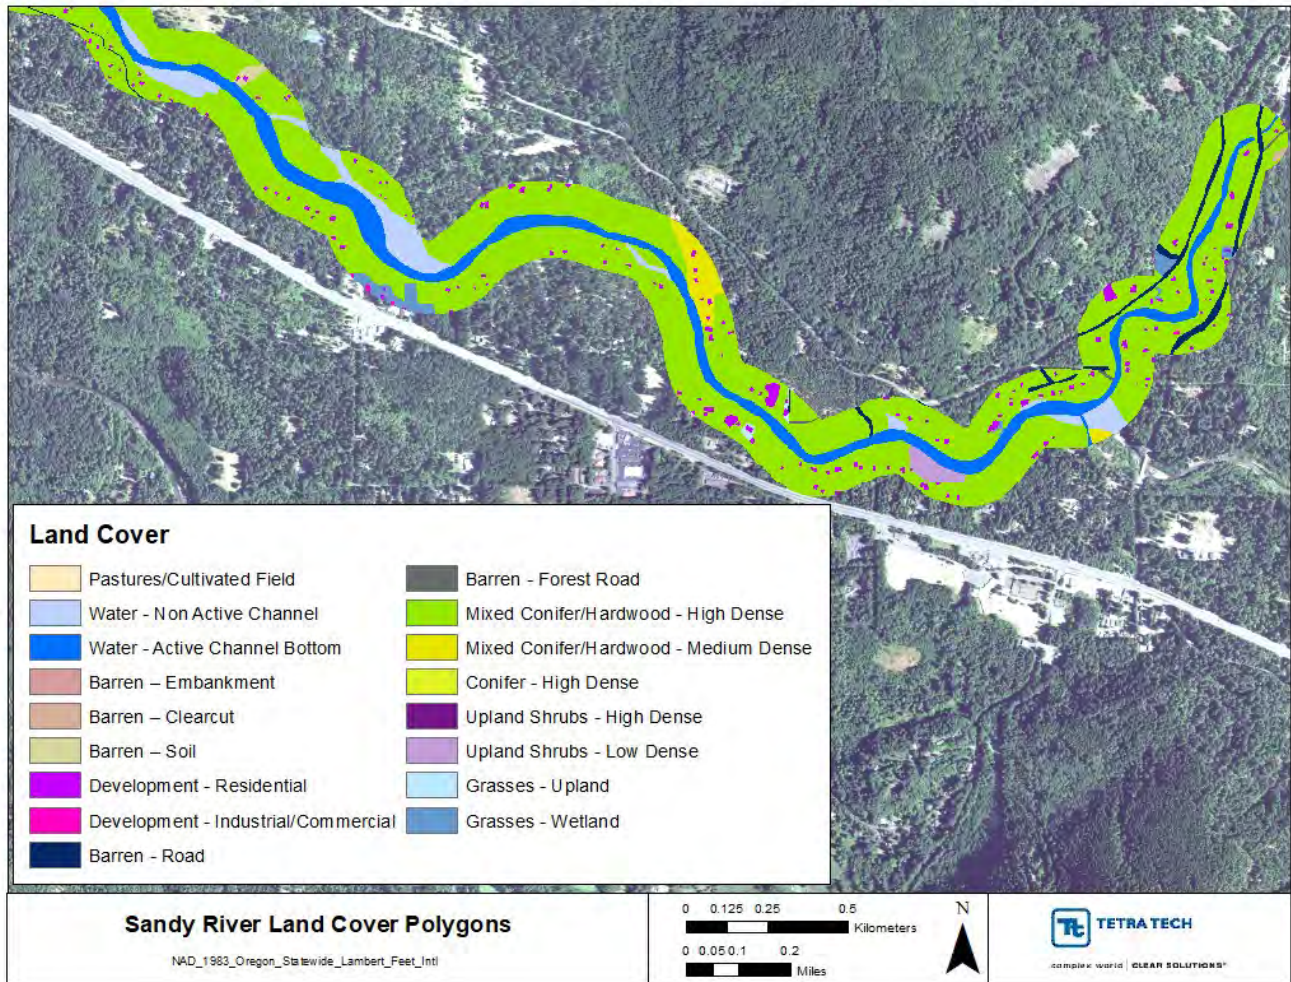 Land Cover
Pastures/Cultivated Field
Water - Non Active Channel
Water - Active Channel Bottom
Barren – Embankment
Barren – Clearcut
Barren – Soil
Development - Residential
Development - Industrial/Commercial
Barren - Road
Barren - Forest Road
Mixed Conifer/Hardwood - High Dense
Mixed Conifer/Hardwood - Medium Dense
Conifer - High Dense
Upland Shrubs - High Dense
Upland Shrubs - Low Dense
Grasses - Upland
Grasses - Wetland
Sandy River Land Cover Polygons
NAD_1983_Oregon_Statewide_Lambert_Feet_Intl
0 0.125 0.25 0.5
Kilometers
0 0.05 0.1 0.2
Miles
N
Tt TETRA TECH
complex world | CLEAR SOLUTIONS®